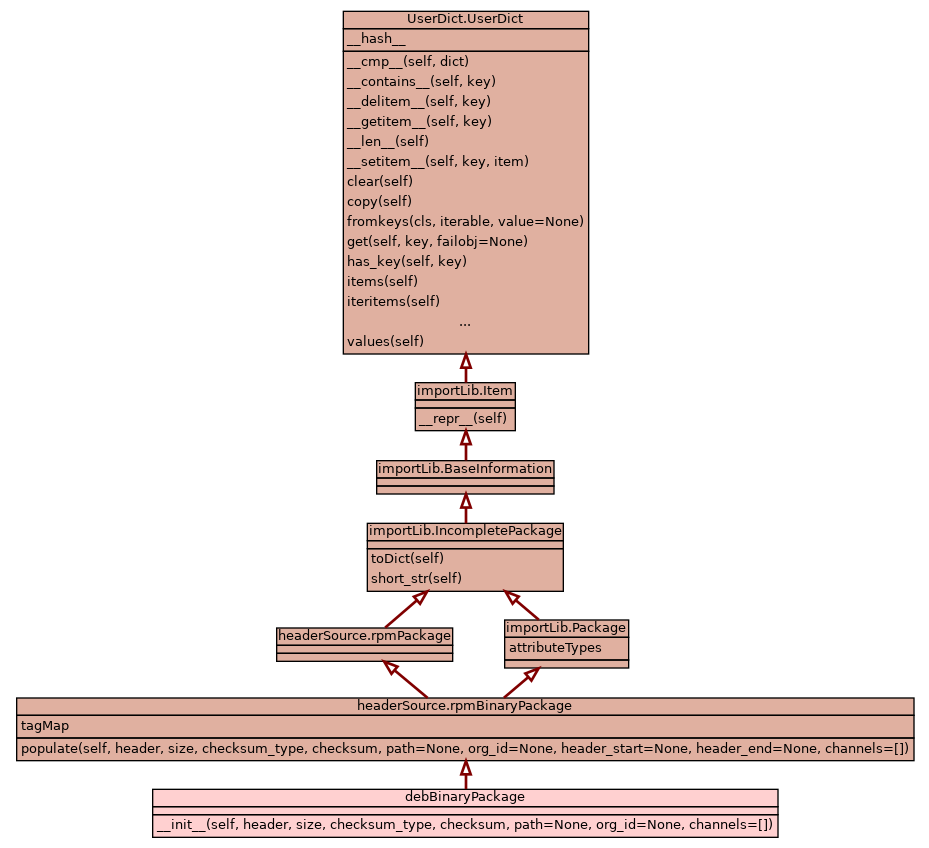 UserDict.UserDict
__hash__
__cmp__(self, dict)
__contains__(self, key)
__delitem__(self, key)
__getitem__(self, key)
__len__(self)
__setitem__(self, key, item)
clear(self)
copy(self)
fromkeys(cls, iterable, value=None)
get(self, key, failobj=None)
has_key(self, key)
items(self)
iteritems(self)
...
values(self)
importLib.Item
__repr__(self)
importLib.BaseInformation
importLib.IncompletePackage
toDict(self)
short_str(self)
headerSource.rpmPackage
importLib.Package
attributeTypes
headerSource.rpmBinaryPackage
tagMap
populate(self, header, size, checksum_type, checksum, path=None, org_id=None, header_start=None, header_end=None, channels=[])
debBinaryPackage
__init__(self, header, size, checksum_type, checksum, path=None, org_id=None, channels=[])